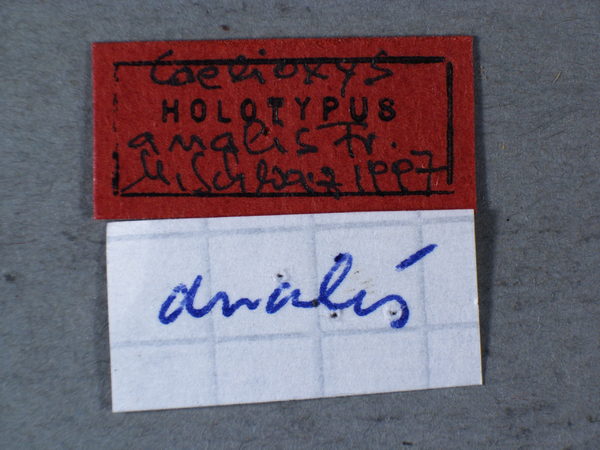 Coelioxys
HOLOTYPUS
analis Fr.
M. Schwarz 1997
analis